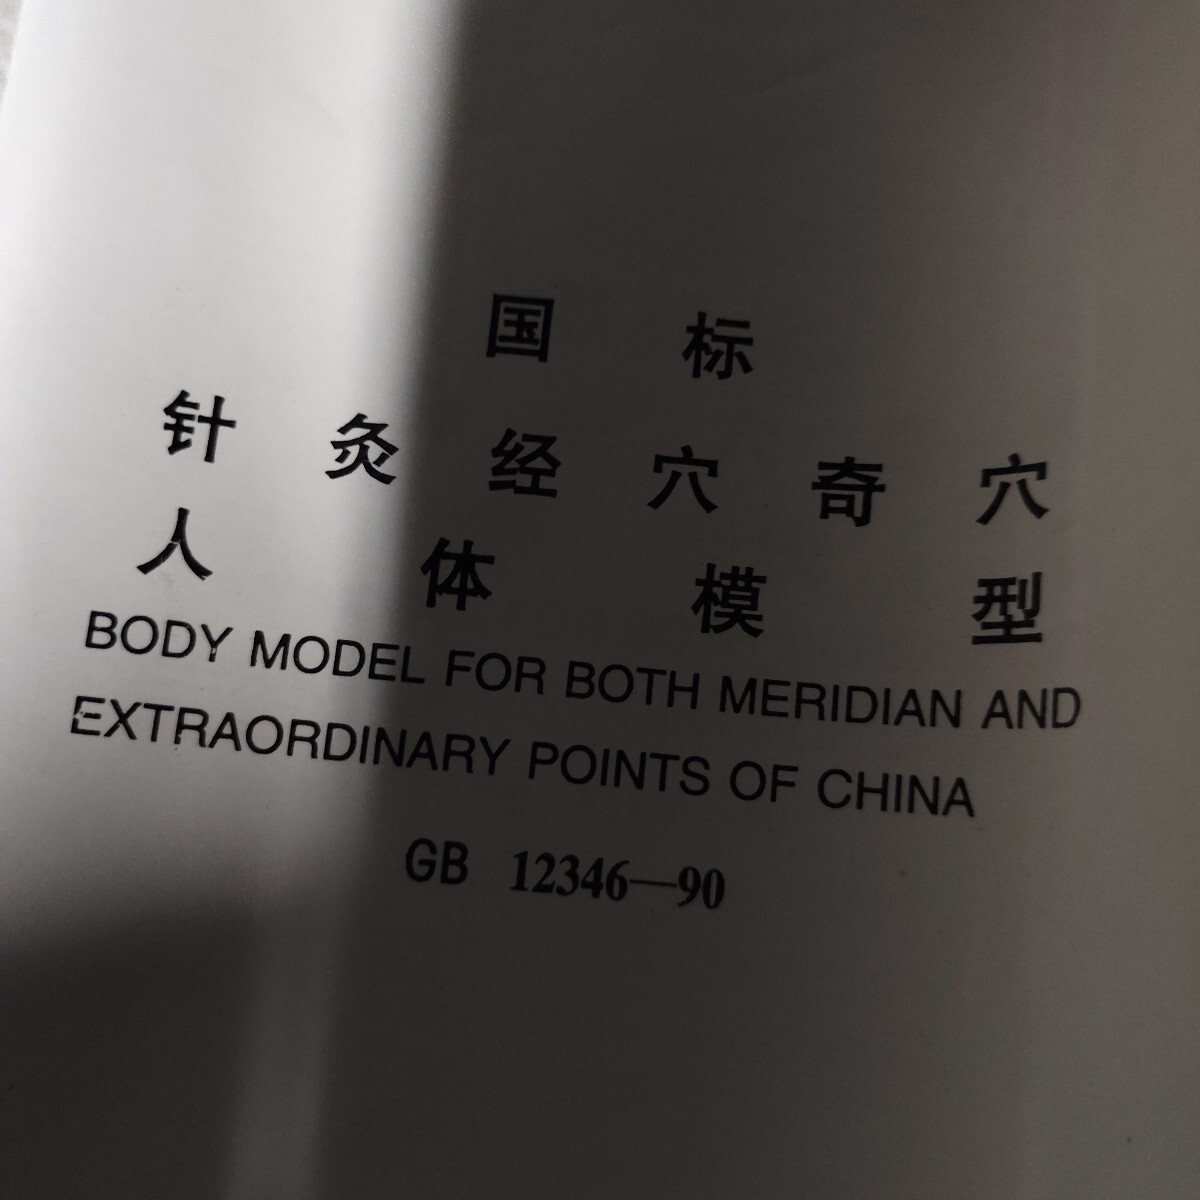 国标
针灸经穴奇穴
人体模型
BODY MODEL FOR BOTH MERIDIAN AND
EXTRAORDINARY POINTS OF CHINA
GB 12346—90